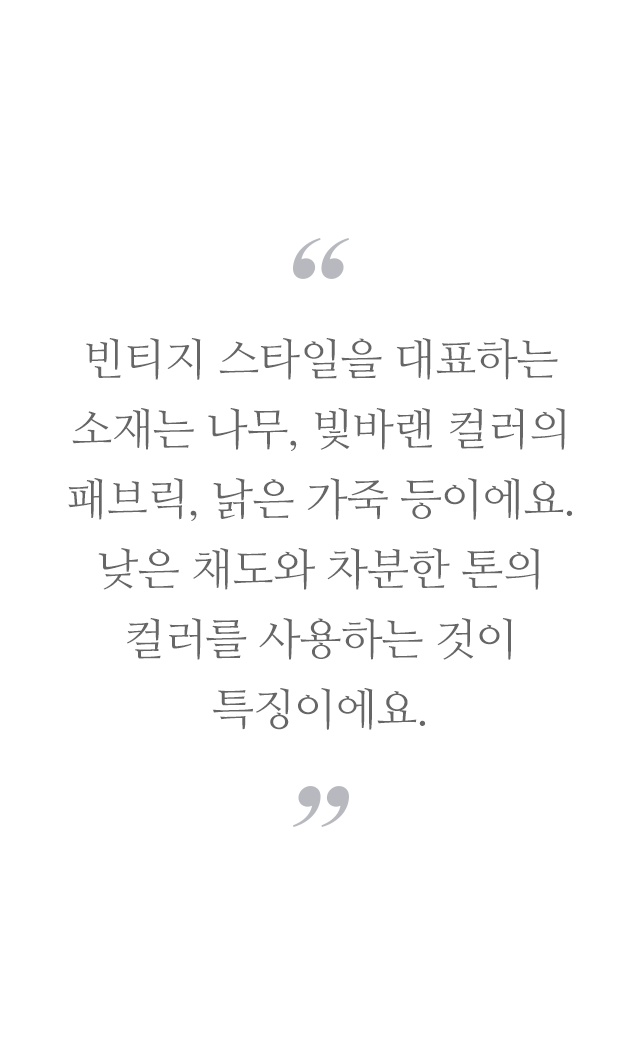 “
빈티지 스타일을 대표하는
소재는 나무, 빛바랜 컬러의
패브릭, 낡은 가죽 등이에요.
낮은 채도와 차분한 톤의
컬러를 사용하는 것이
특징이에요.
”